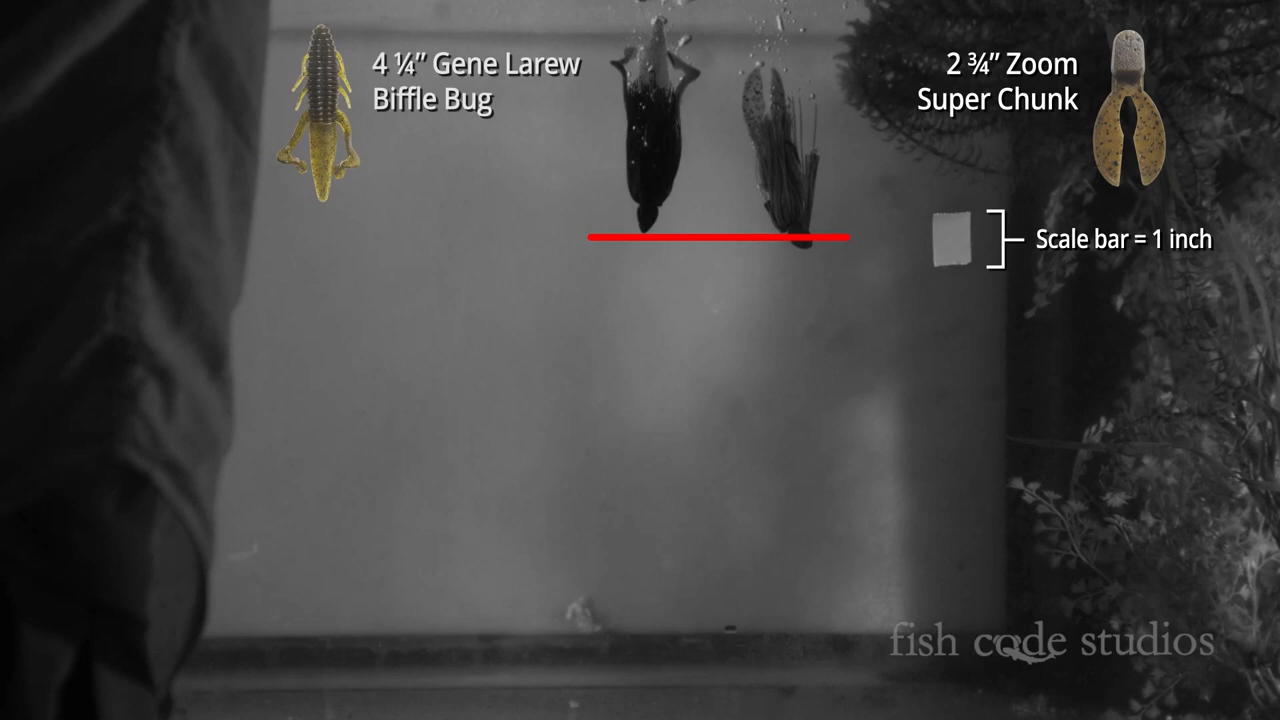 4 ¼” Gene Larew
Biffle Bug
2 ¾” Zoom
Super Chunk
Scale bar = 1 inch
fish code studios